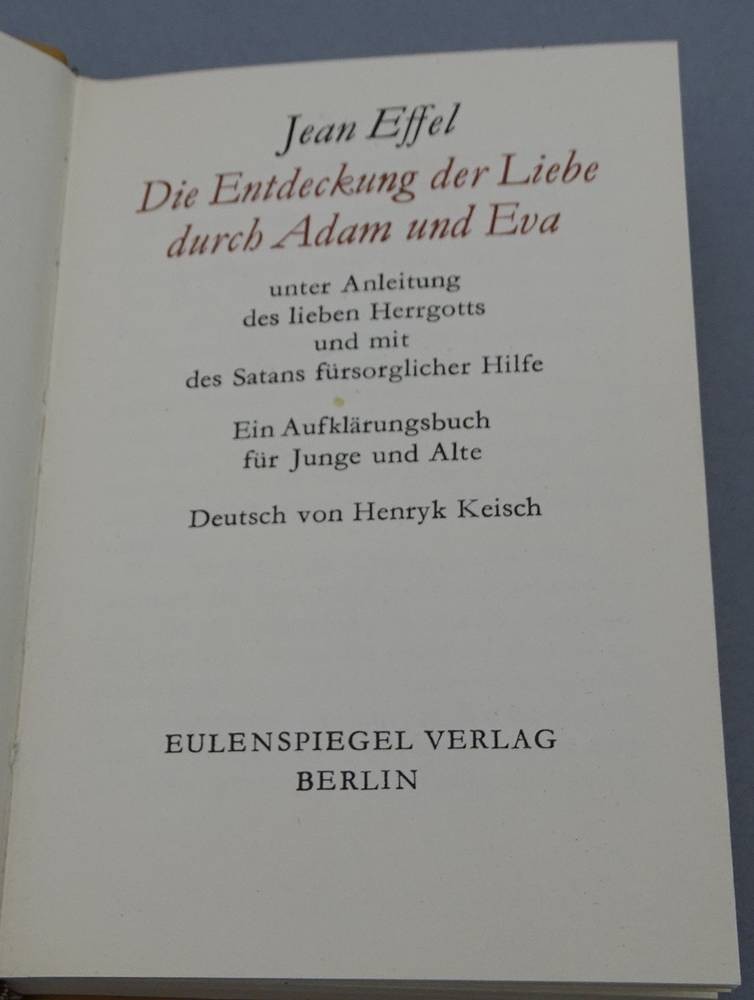 Jean Effel
Die Entdeckung der Liebe
durch Adam und Eva
unter Anleitung
des lieben Herrgotts
und mit
des Satans fürsorglicher Hilfe
Ein Aufklärungsbuch
für Junge und Alte
Deutsch von Henryk Keisch
EULENSPIEGEL VERLAG
BERLIN